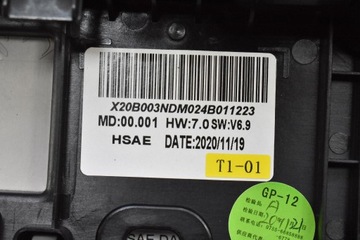 X20B003NDM024B011223
MD:00.001 HW:7.0 SW:V6.9
HSAE DATE:2020/11/19
T1-01
GP-12